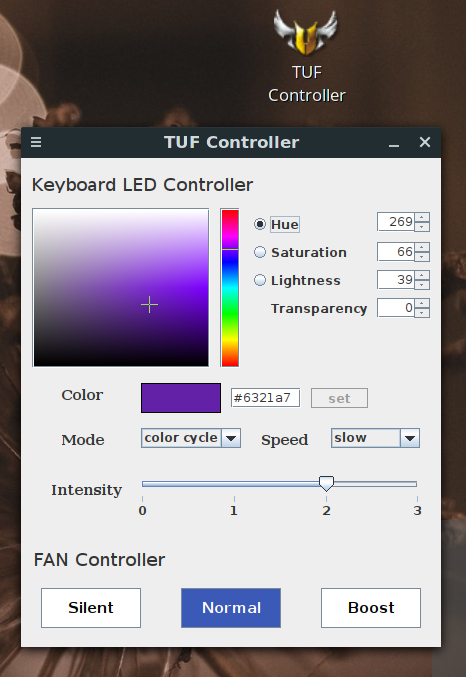 TUF
Controller
TUF Controller
Keyboard LED Controller
Hue 269
Saturation 66
Lightness 39
Transparency 0
Color #6321a7 set
Mode color cycle Speed slow
Intensity
0 1 2 3
FAN Controller
Silent Normal Boost